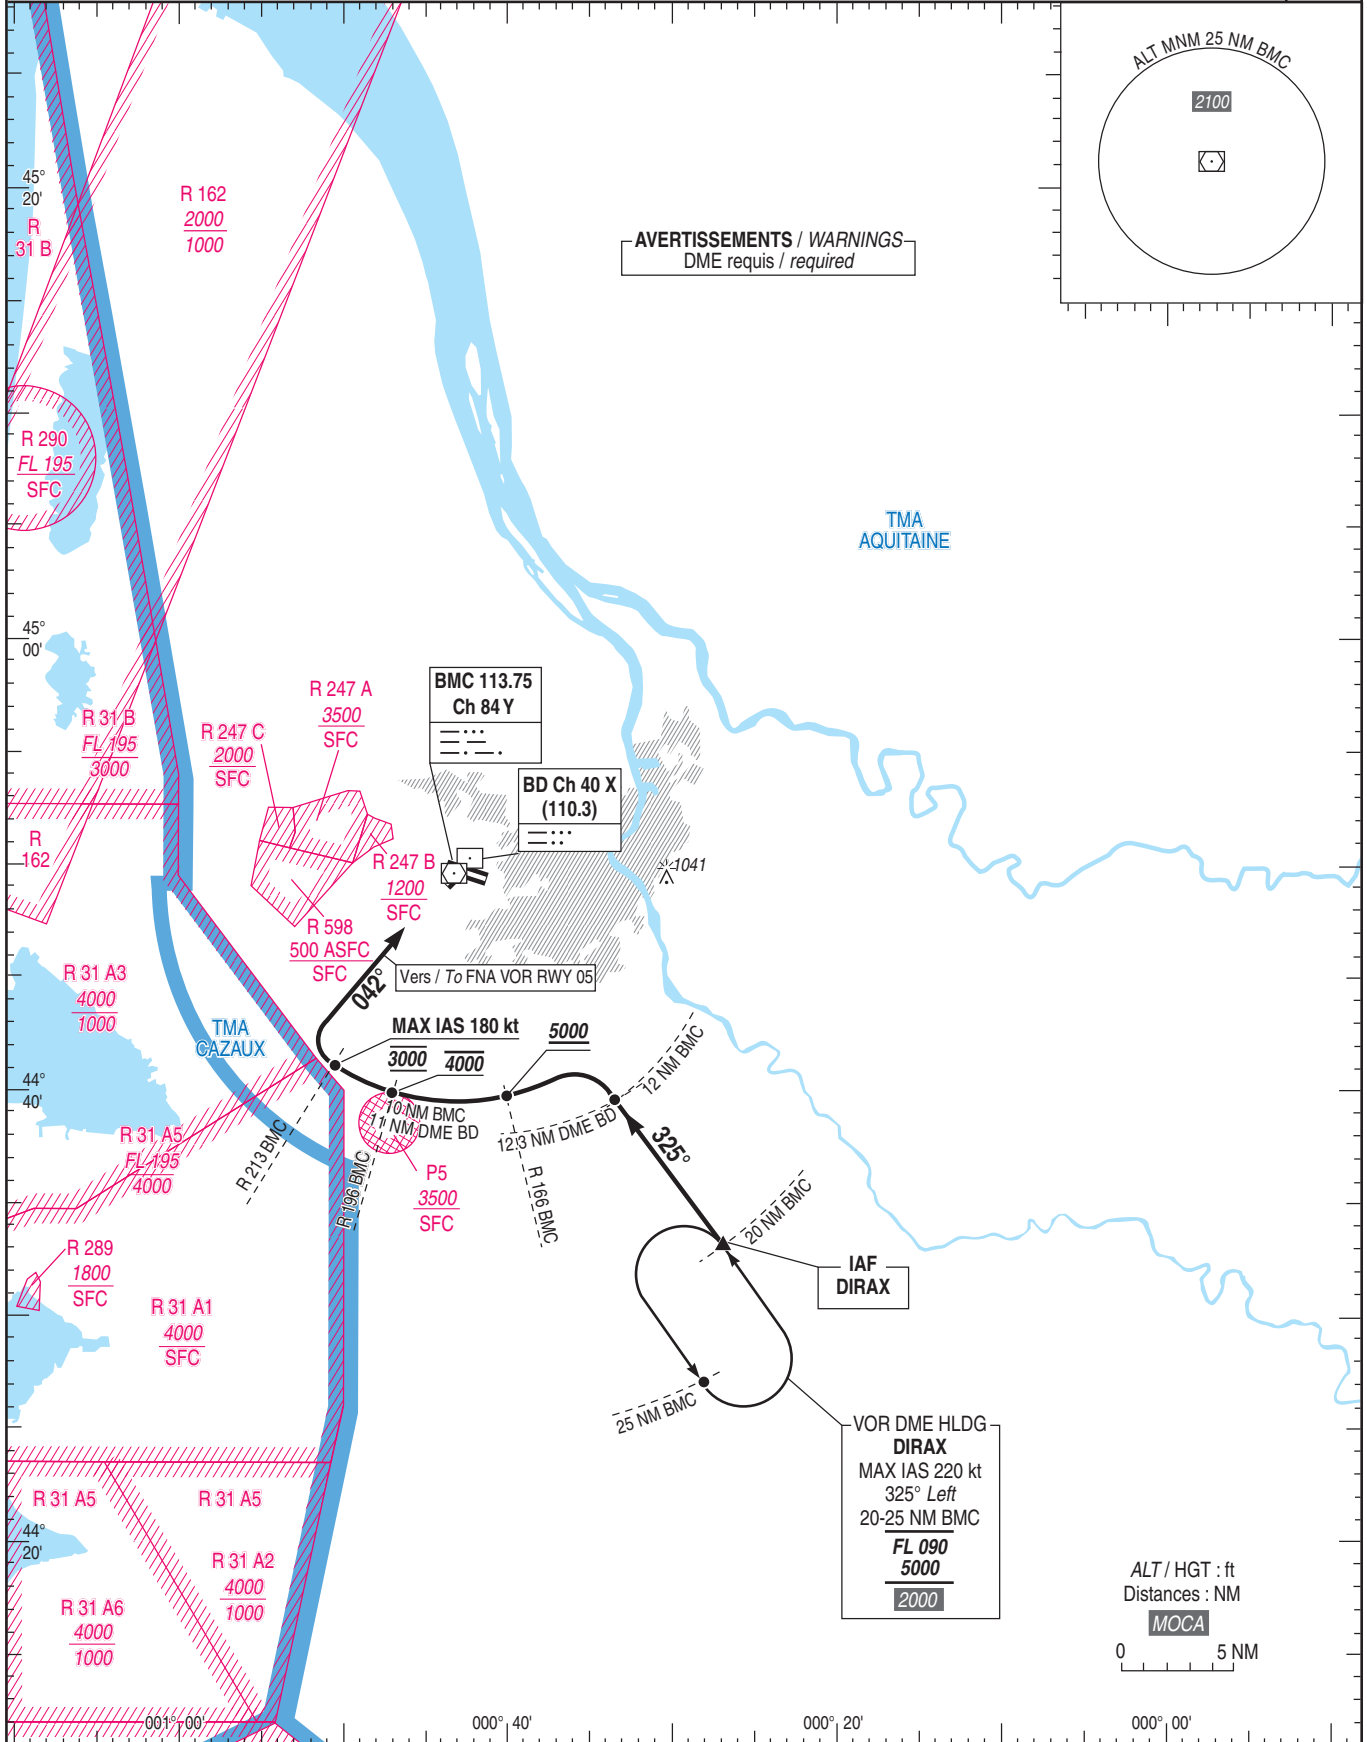 ALT MNM 25 NM BMC
2100
45°
20'
R
31 B
R 162
2000
1000
AVERTISSEMENTS / WARNINGS
DME requis / required
R 290
FL 195
SFC
TMA
AQUITAINE
45°
00'
R 31 B
FL 195
3000
R 247 C
2000
SFC
R 247 A
3500
SFC
BMC 113.75
Ch 84 Y
BD Ch 40 X
(110.3)
R
162
R 247 B
1200
SFC
1041
R 598
500 ASFC
SFC
R 31 A3
4000
1000
042°
Vers / To FNA VOR RWY 05
TMA
CAZAUX
MAX IAS 180 kt
3000
4000
5000
12 NM BMC
44°
40'
10 NM BMC
11 NM DME BD
12.3 NM DME BD
325°
R 31 A5
FL 195
4000
R 213 BMC
R 196 BMC
P5
3500
SFC
R 166 BMC
20 NM BMC
R 289
1800
SFC
IAF
DIRAX
R 31 A1
4000
SFC
25 NM BMC
VOR DME HLDG
DIRAX
MAX IAS 220 kt
325° Left
20-25 NM BMC
FL 090
5000
2000
R 31 A5
R 31 A5
44°
20'
R 31 A2
4000
1000
R 31 A6
4000
1000
ALT / HGT : ft
Distances : NM
MOCA
0 5 NM
001° 00'
000° 40'
000° 20'
000° 00'